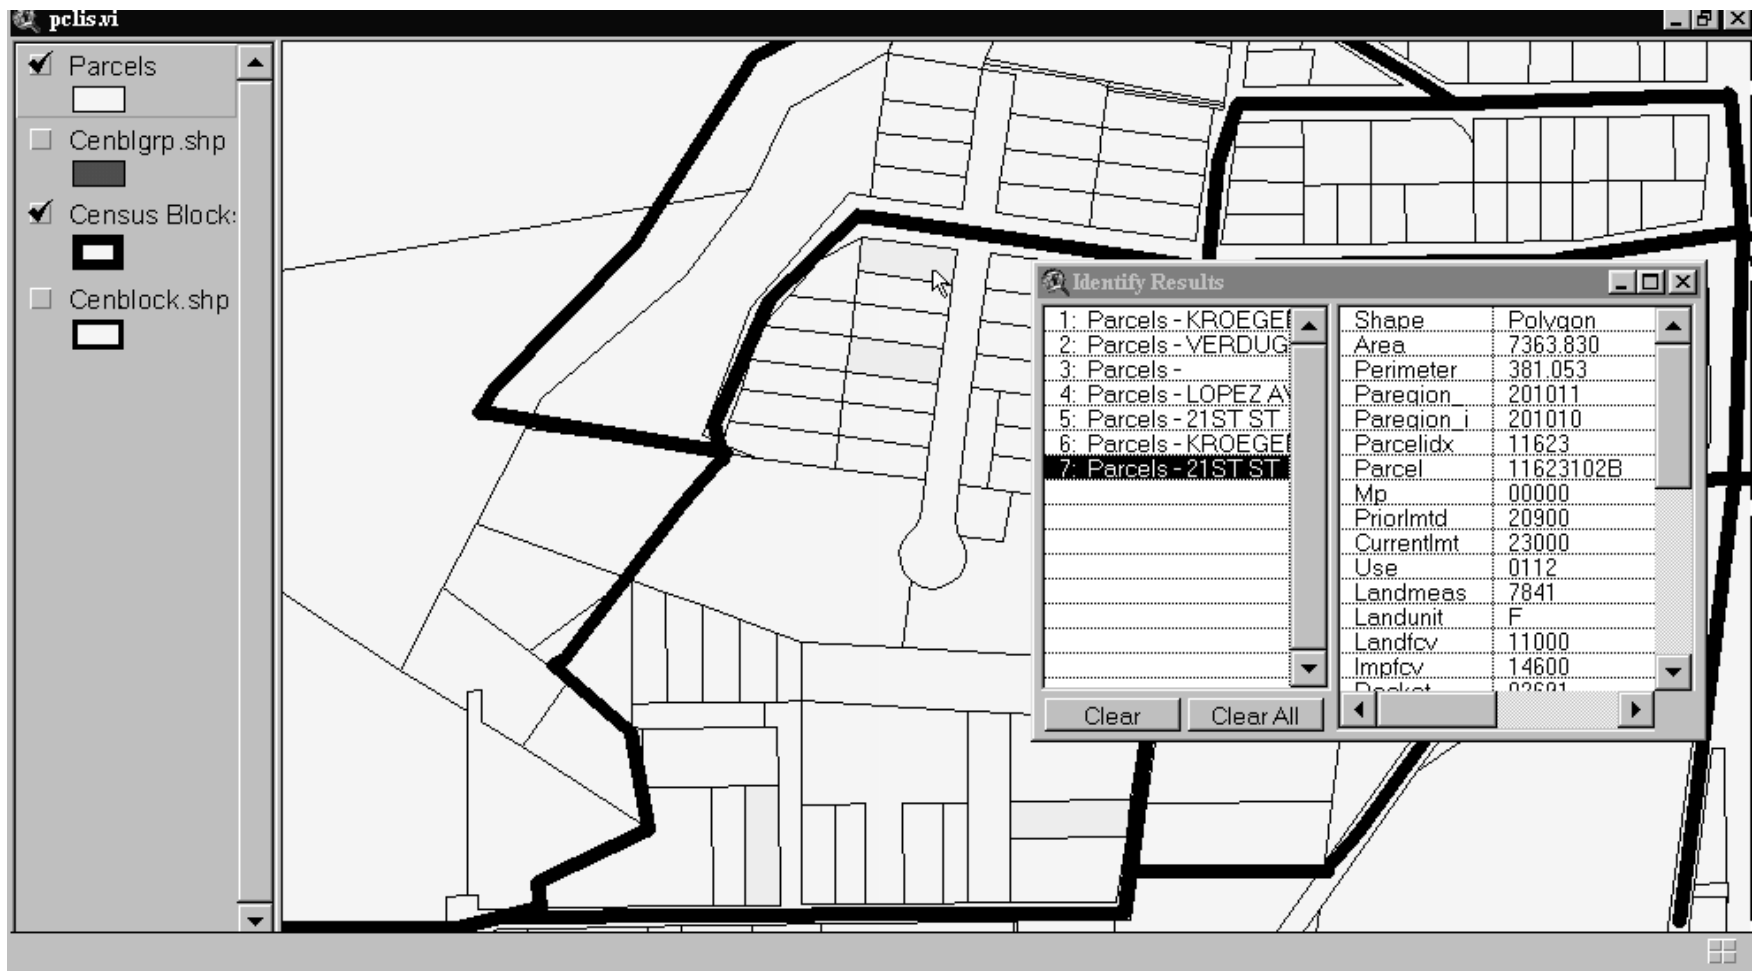 pclis.vi
Parcels
Cenblgrp.shp
Census Block
Cenblock.shp
Identify Results
1: Parcels - KROEGE
2: Parcels - VERDUG
3: Parcels -
4: Parcels - LOPEZ A
5: Parcels - 21ST ST
6: Parcels - KROEGE
7: Parcels - 21ST ST
Clear
Clear All
Shape Polygon
Area 7363.830
Perimeter 381.053
Paregion_ 201011
Paregion_i 201010
Parcelidx 11623
Parcel 11623102B
Mp 00000
Priorlmtd 20900
Currentlmt 23000
Use 0112
Landmeas 7841
Landunit F
Landfcv 11000
Impfcv 14600
Docket 02691